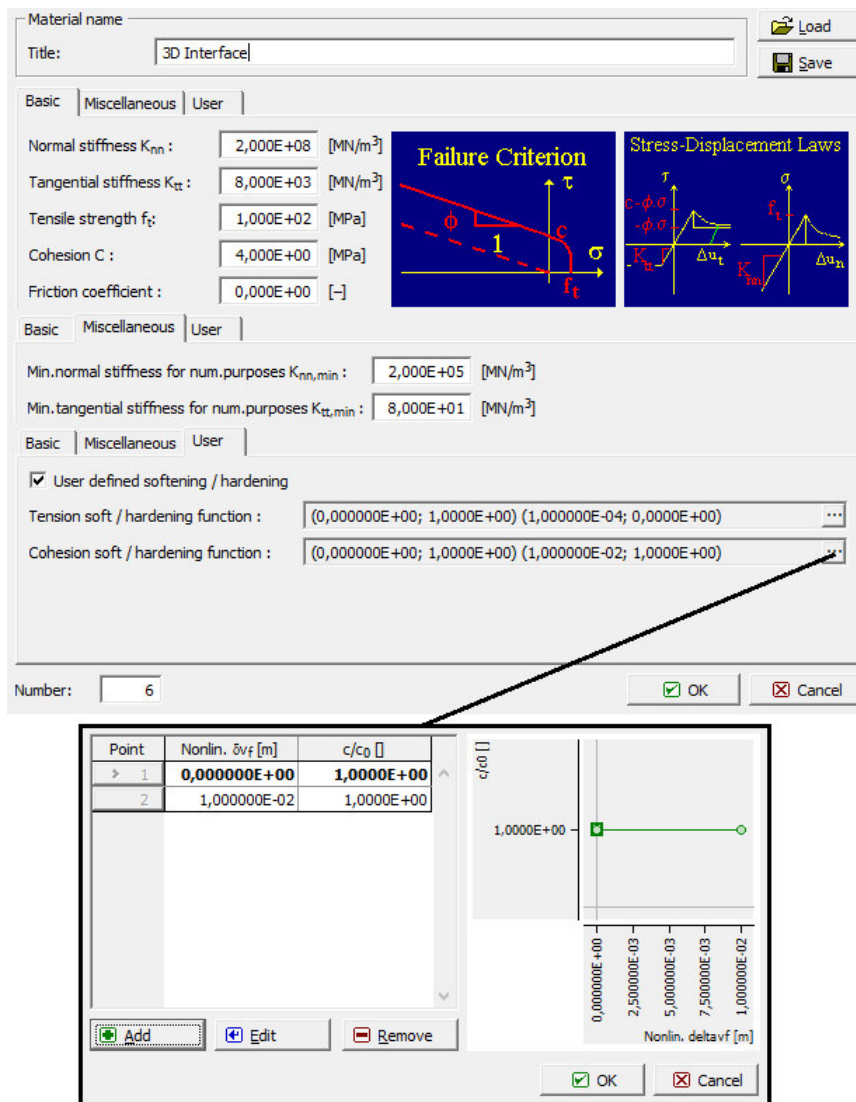 Material name
Load
Title: 3D Interface
Save
Basic Miscellaneous User
Normal stiffness Knn : 2,000E+08 [MN/m³]
Tangential stiffness Ktt : 8,000E+03 [MN/m³]
Tensile strength ft: 1,000E+02 [MPa]
Cohesion C : 4,000E+00 [MPa]
Friction coefficient : 0,000E+00 [–]
Failure Criterion
τ
ϕ
1
c
σ
ft
Stress-Displacement Laws
τ σ
c-ϕ.σ
-ϕ.σ
ft
Ktt
Δut
Knn
Δun
Basic Miscellaneous User
Min.normal stiffness for num.purposes Knn,min : 2,000E+05 [MN/m³]
Min.tangential stiffness for num.purposes Ktt,min : 8,000E+01 [MN/m³]
Basic Miscellaneous User
User defined softening / hardening
Tension soft / hardening function : (0,000000E+00; 1,0000E+00) (1,000000E-04; 0,0000E+00) ...
Cohesion soft / hardening function : (0,000000E+00; 1,0000E+00) (1,000000E-02; 1,0000E+00) ...
Number: 6
OK Cancel
Point Nonlin. δvf [m] c/c0 []
> 1 0,000000E+00 1,0000E+00
2 1,000000E-02 1,0000E+00
Add Edit Remove
c/c0 []
1,0000E+00
0,000000E+00
2,500000E-03
5,000000E-03
7,500000E-03
1,000000E-02
Nonlin. deltavf [m]
OK Cancel